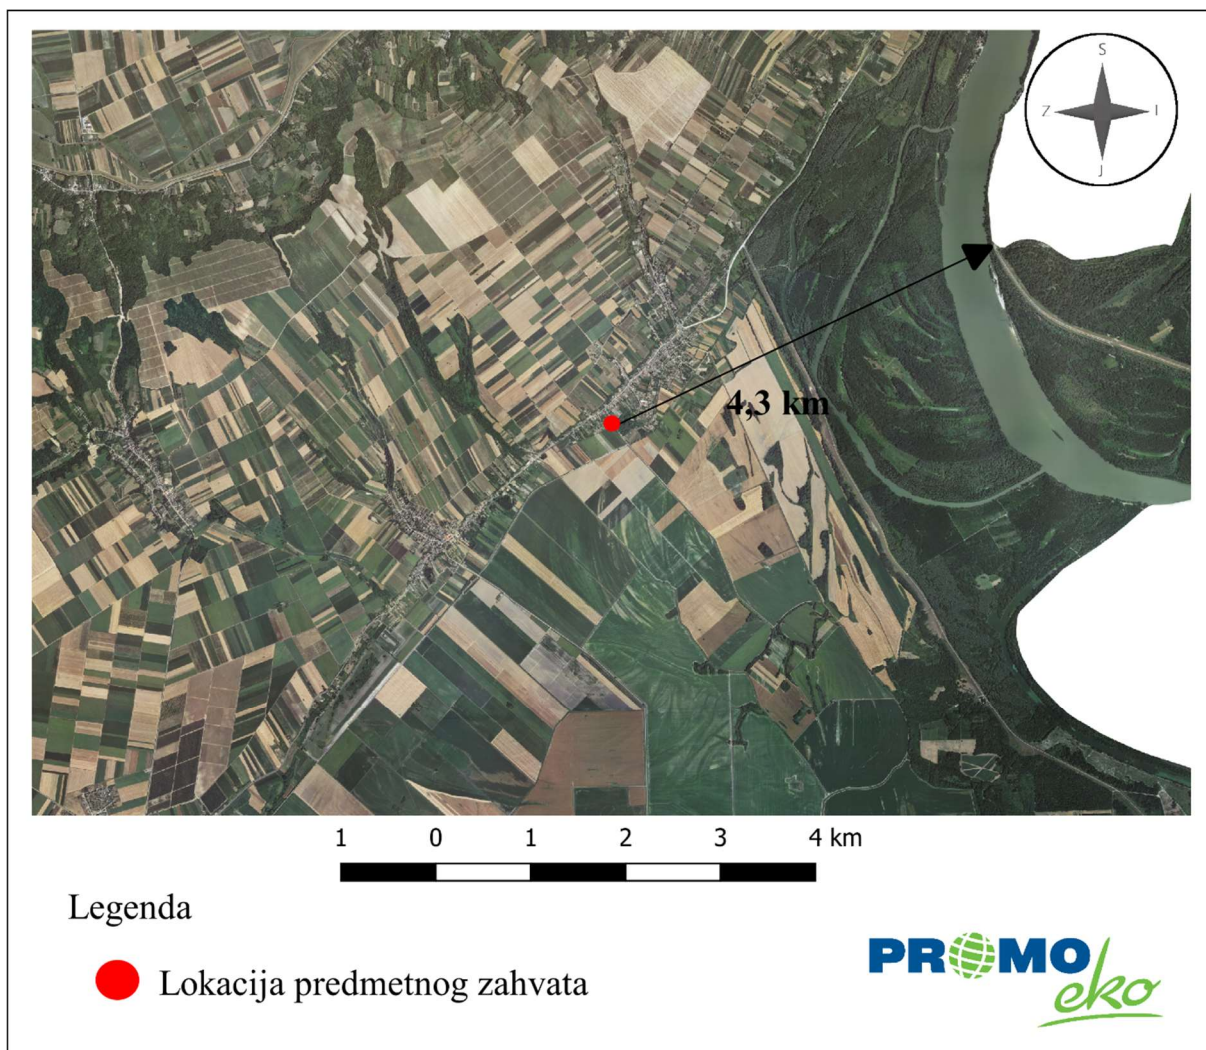 S
Z I
J
4,3 km
1 0 1 2 3 4 km
Legenda
Lokacija predmetnog zahvata
PROMO
eko